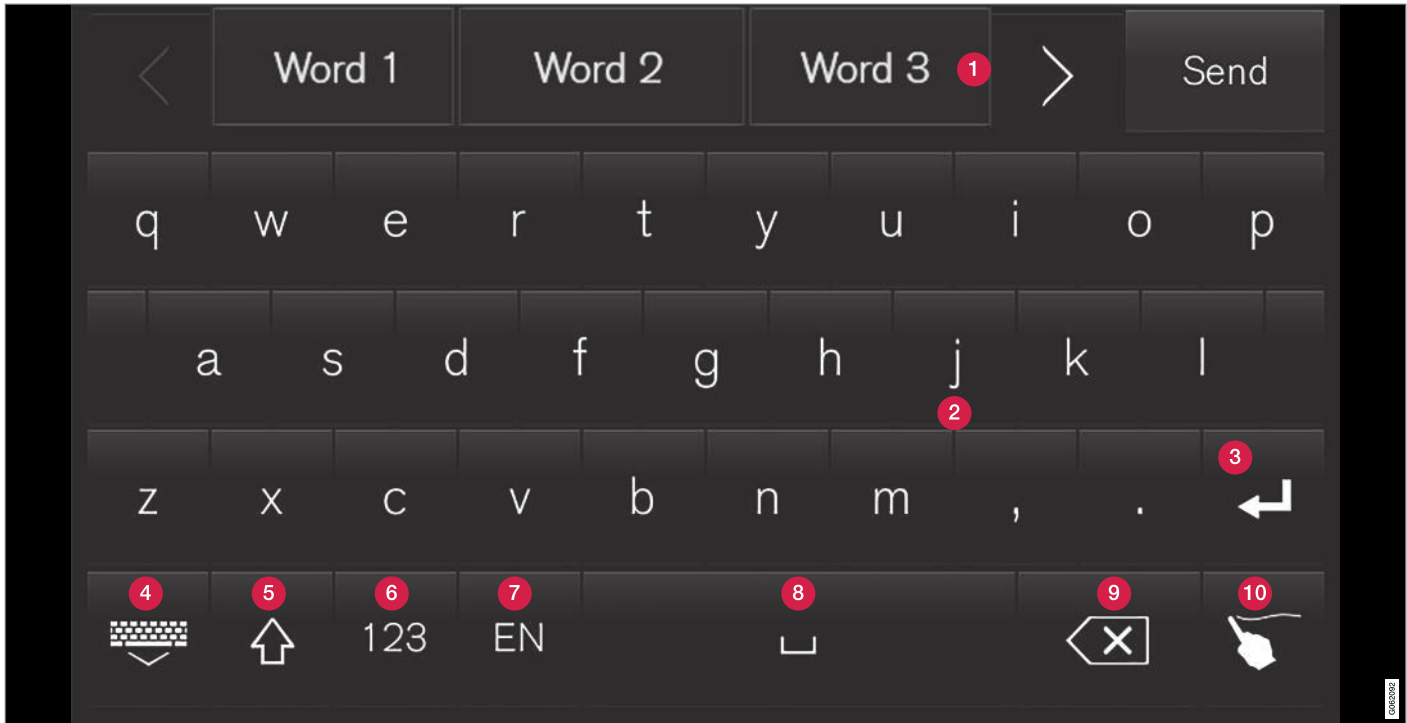 Word 1 Word 2 Word 3 1 Send
q w e r t y u i o p
a s d f g h j k l
2
3
z x c v b n m , .
4 5 6 7 8 9 10
123 EN
G062092